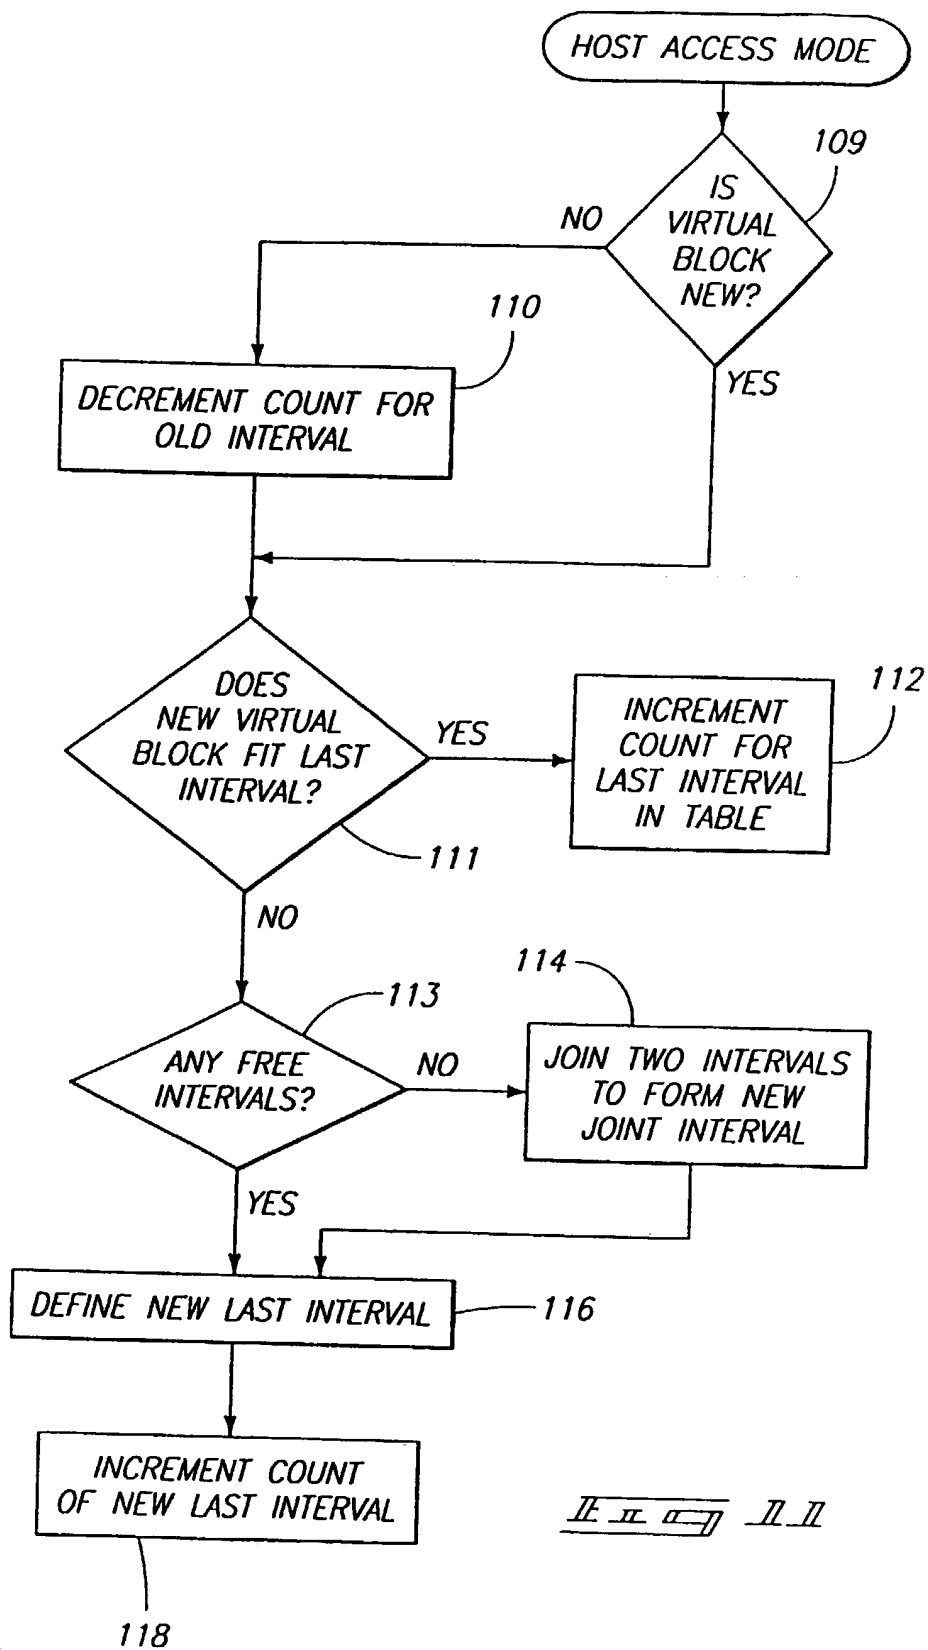 HOST ACCESS MODE
109
IS
VIRTUAL
BLOCK
NEW?
NO
YES
110
DECREMENT COUNT FOR
OLD INTERVAL
DOES
NEW VIRTUAL
BLOCK FIT LAST
INTERVAL?
YES
111
NO
112
INCREMENT
COUNT FOR
LAST INTERVAL
IN TABLE
113
ANY FREE
INTERVALS?
NO
YES
114
JOIN TWO INTERVALS
TO FORM NEW
JOINT INTERVAL
DEFINE NEW LAST INTERVAL
116
INCREMENT COUNT
OF NEW LAST INTERVAL
118
Fig 11